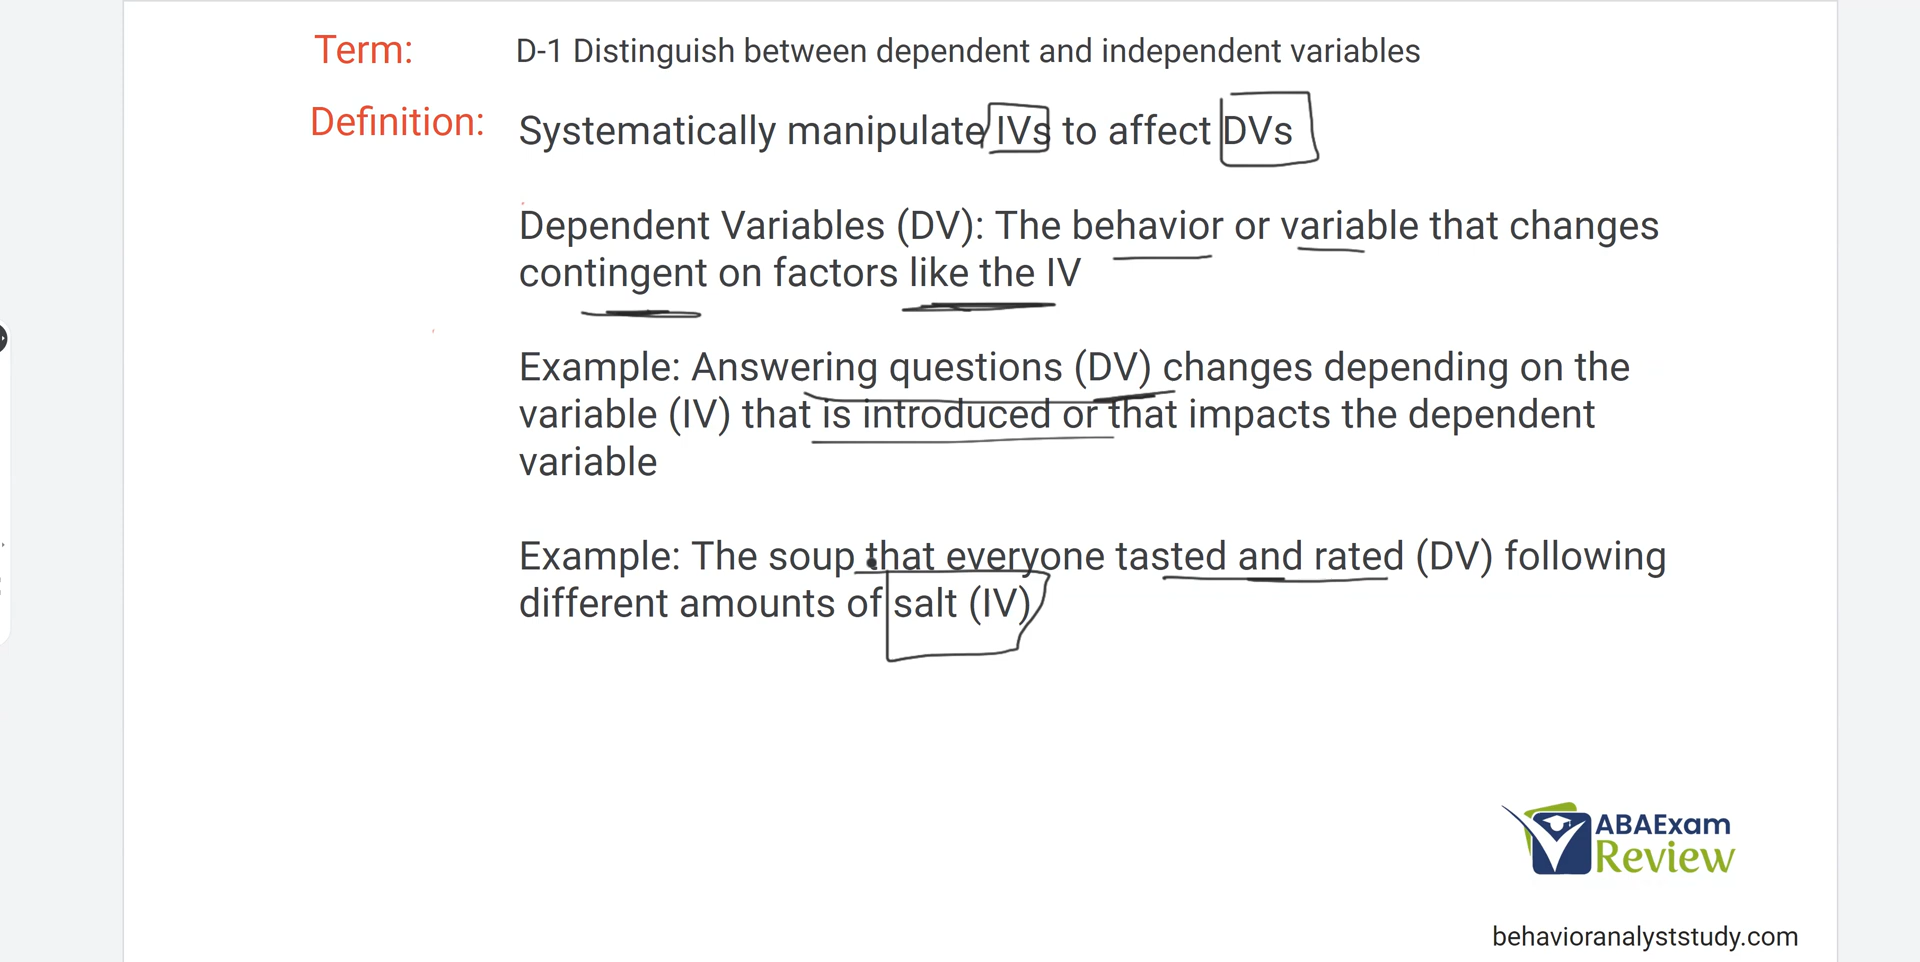 Term: D-1 Distinguish between dependent and independent variables
Definition: Systematically manipulate IVs to affect DVs
Dependent Variables (DV): The behavior or variable that changes
contingent on factors like the IV
Example: Answering questions (DV) changes depending on the
variable (IV) that is introduced or that impacts the dependent
variable
Example: The soup that everyone tasted and rated (DV) following
different amounts of salt (IV)
ABAExam
Review
behavioranalyststudy.com